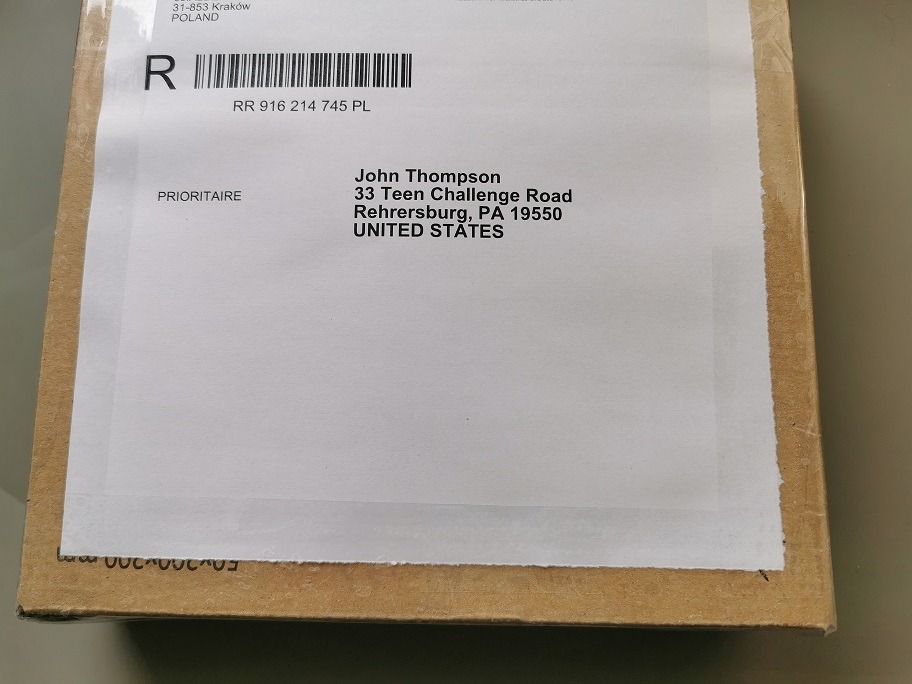 31-853 Kraków
POLAND
R
RR 916 214 745 PL
PRIORITAIRE
John Thompson
33 Teen Challenge Road
Rehrersburg, PA 19550
UNITED STATES